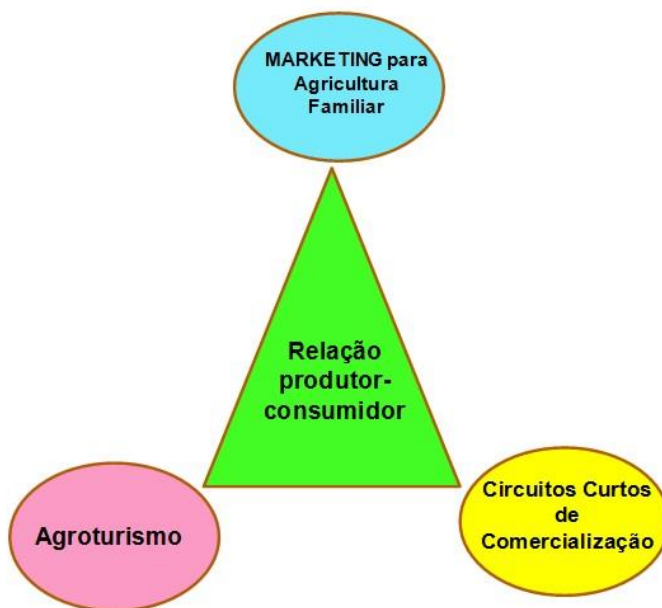 MARKETING para
Agricultura
Familiar
Relação
produtor-
consumidor
Agroturismo
Circuitos Curtos
de
Comercialização